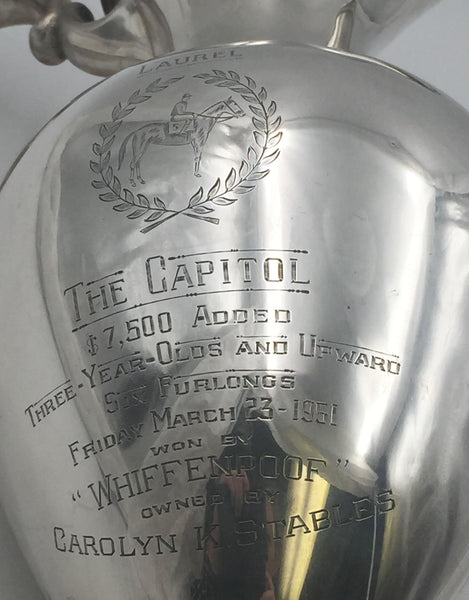 LAUREL
THE CAPITOL
$7,500 ADDED
THREE-YEAR-OLDS AND UPWARD
SIX FURLONGS
FRIDAY MARCH 23-1951
WON BY
"WHIFFENPOOF"
OWNED BY
CAROLYN K. STABLES